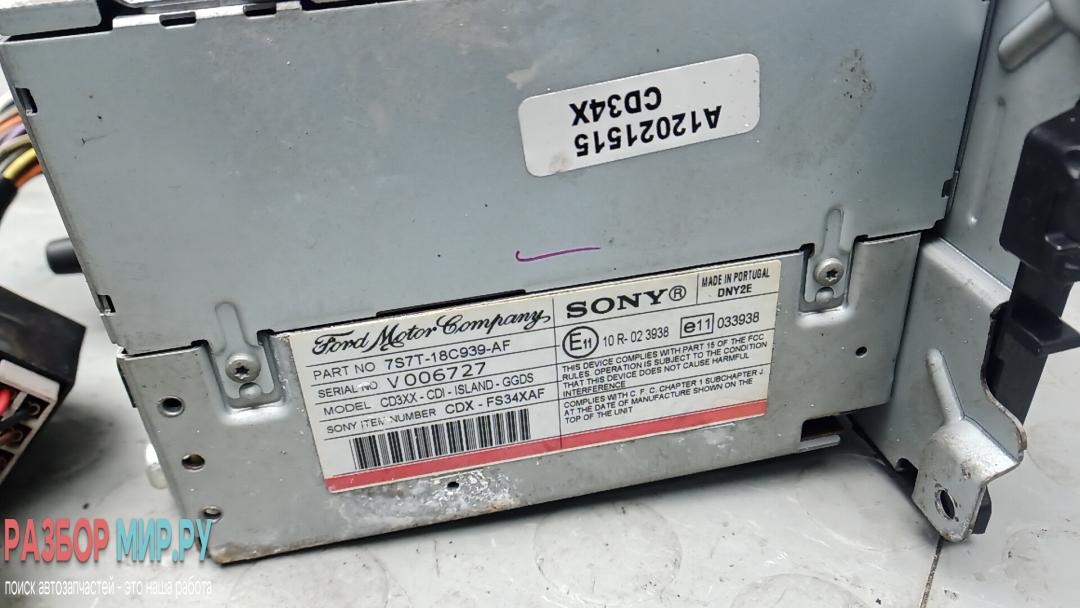 A12021515
CD34X
Ford Motor Company
PART NO 7S7T-18C939-AF
SERIAL NO V006727
MODEL CD3XX - CDI - ISLAND - GGDS
SONY ITEM NUMBER CDX - FS34XAF
SONY®
MADE IN PORTUGAL
DNY2E
E11 10 R- 02 3938 e11 033938
THIS DEVICE COMPLIES WITH PART 15 OF THE FCC
RULES. OPERATION IS SUBJECT TO THE CONDITION
THAT THIS DEVICE DOES NOT CAUSE HARMFUL
INTERFERENCE
COMPLIES WITH C. F. C. CHAPTER 1 SUBCHAPTER J.
AT THE DATE OF MANUFACTURE SHOWN ON THE
TOP OF THE UNIT
РАЗБОР МИР.РУ
поиск автозапчастей - это наша работа